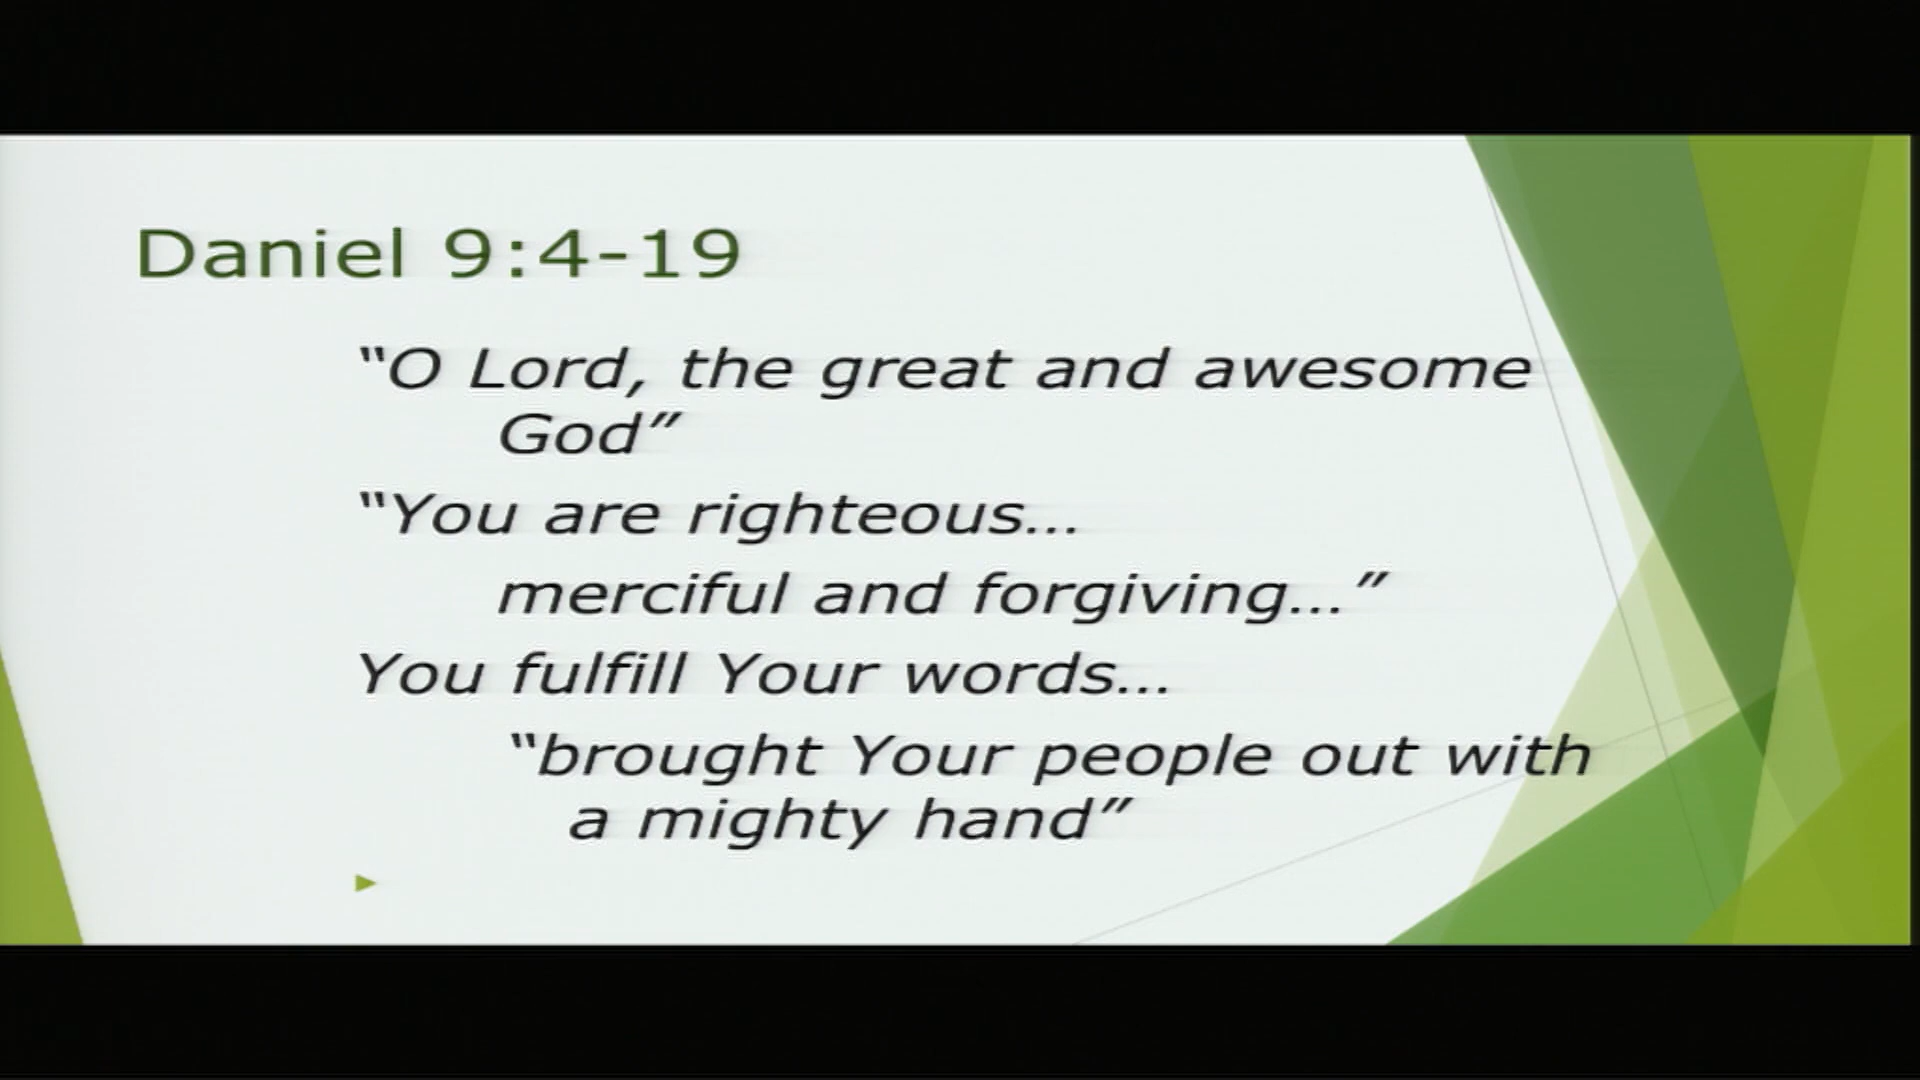 Daniel 9:4-19
“O Lord, the great and awesome
God”
“You are righteous…
merciful and forgiving…”
You fulfill Your words…
“brought Your people out with
a mighty hand”